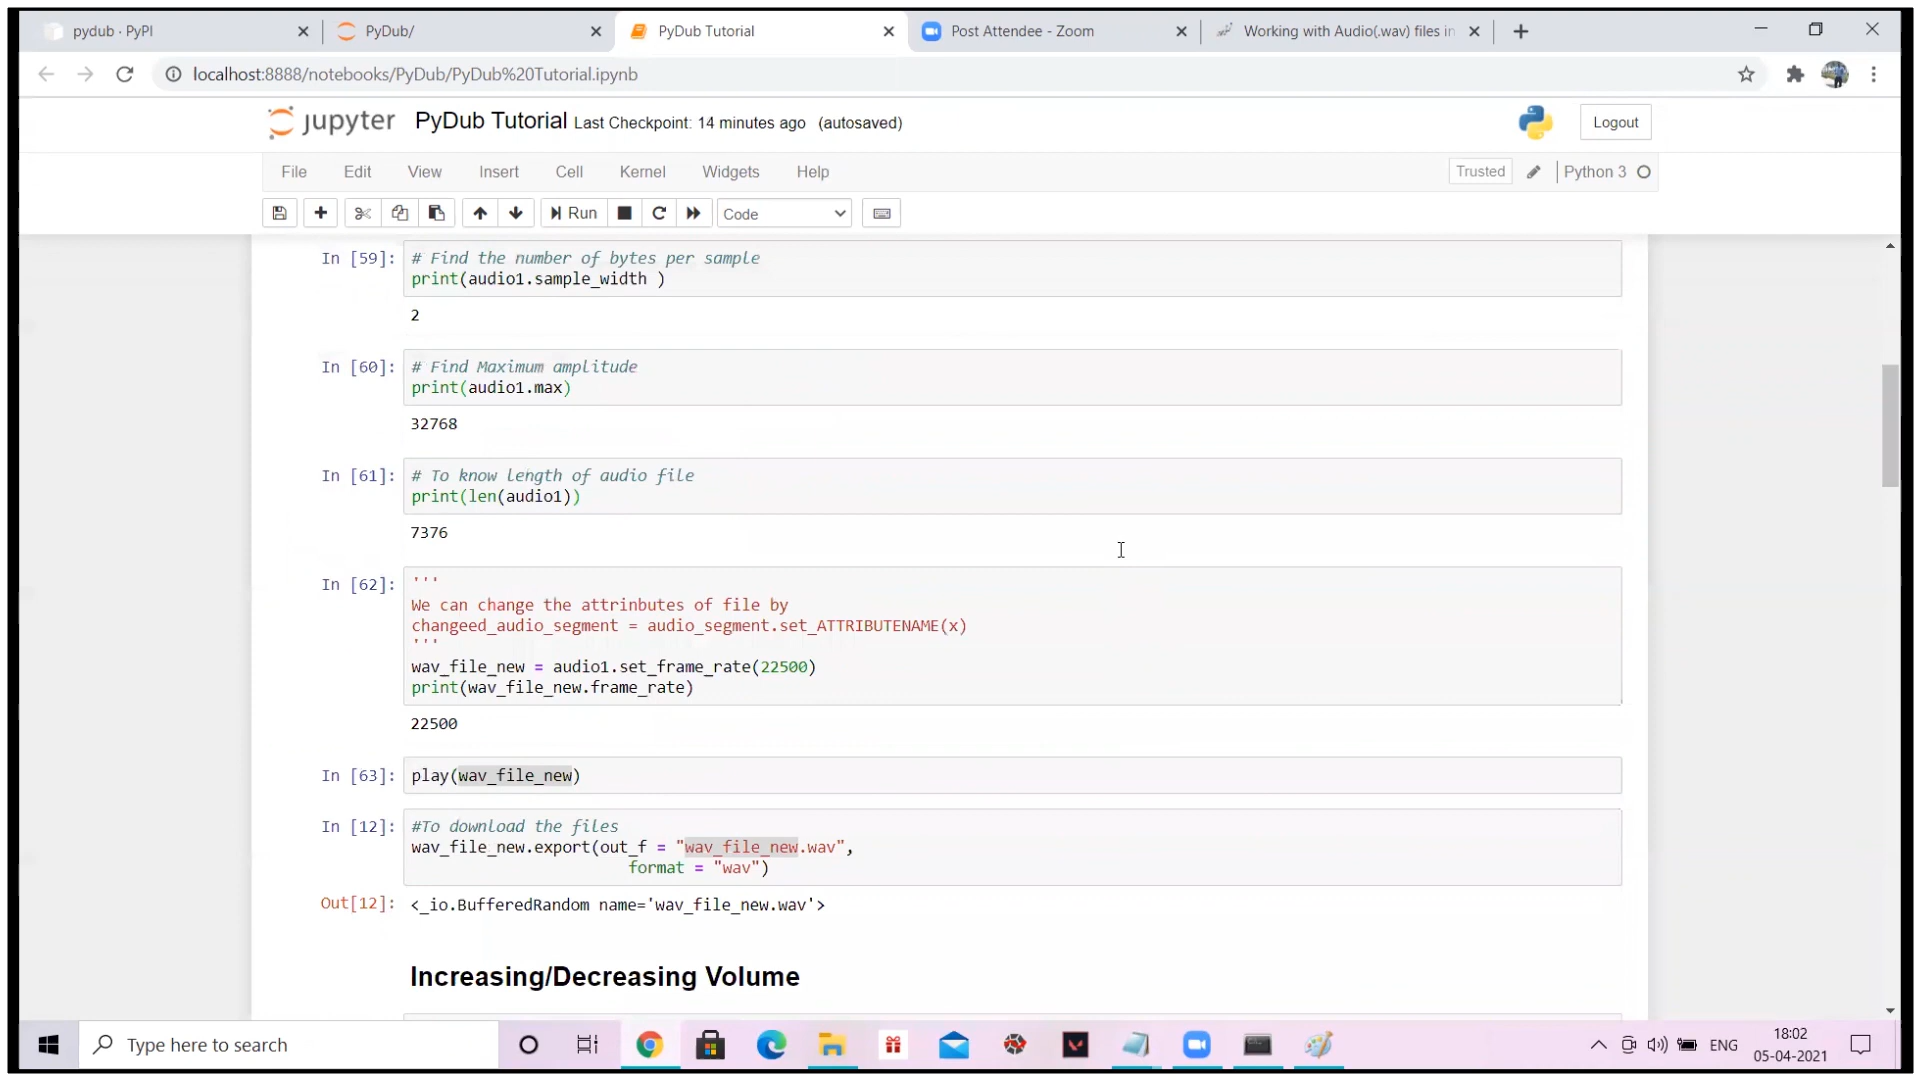 pydub · PyPI
PyDub/
PyDub Tutorial
Post Attendee - Zoom
Working with Audio(.wav) files in
localhost:8888/notebooks/PyDub/PyDub%20Tutorial.ipynb
jupyter PyDub Tutorial Last Checkpoint: 14 minutes ago (autosaved)
Logout
File Edit View Insert Cell Kernel Widgets Help
Trusted
Python 3
Run
Code
In [59]: # Find the number of bytes per sample
print(audio1.sample_width )
2
In [60]: # Find Maximum amplitude
print(audio1.max)
32768
In [61]: # To know length of audio file
print(len(audio1))
7376
In [62]: '''
We can change the attrinbutes of file by
changeed_audio_segment = audio_segment.set_ATTRIBUTENAME(x)
'''
wav_file_new = audio1.set_frame_rate(22500)
print(wav_file_new.frame_rate)
22500
In [63]: play(wav_file_new)
In [12]: #To download the files
wav_file_new.export(out_f = "wav_file_new.wav",
format = "wav")
Out[12]: <_io.BufferedRandom name='wav_file_new.wav'>
Increasing/Decreasing Volume
Type here to search
ENG
18:02
05-04-2021